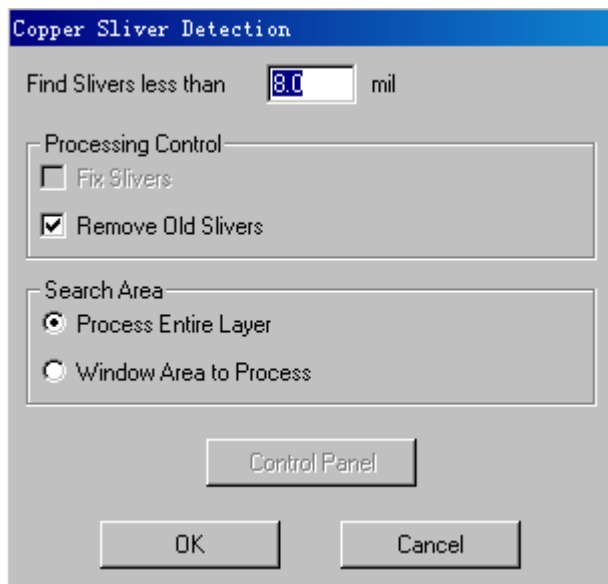 Copper Sliver Detection
Find Slivers less than 8.0 mil
Processing Control
Fix Slivers
Remove Old Slivers
Search Area
Process Entire Layer
Window Area to Process
Control Panel
OK Cancel